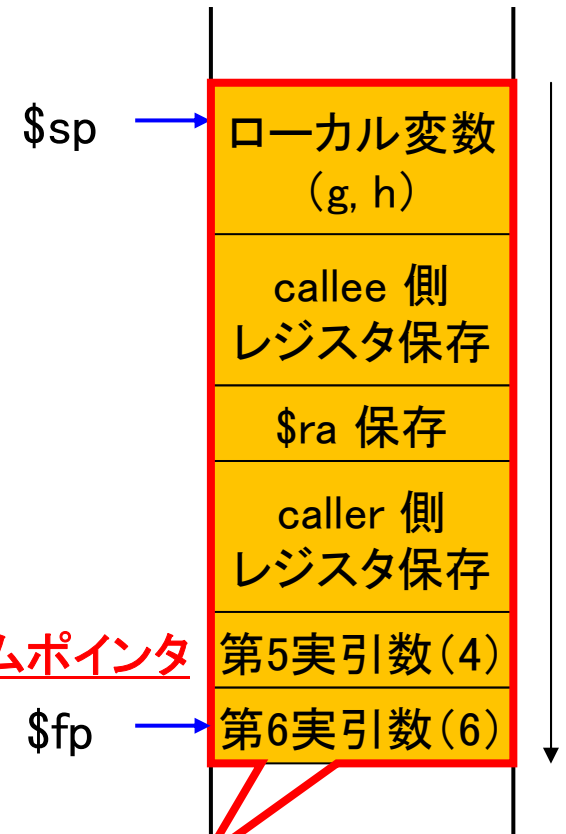 $sp
ローカル変数
(g, h)
callee 側
レジスタ保存
$ra 保存
caller 側
レジスタ保存
ムポインタ
第5実引数(4)
$fp
第6実引数(6)